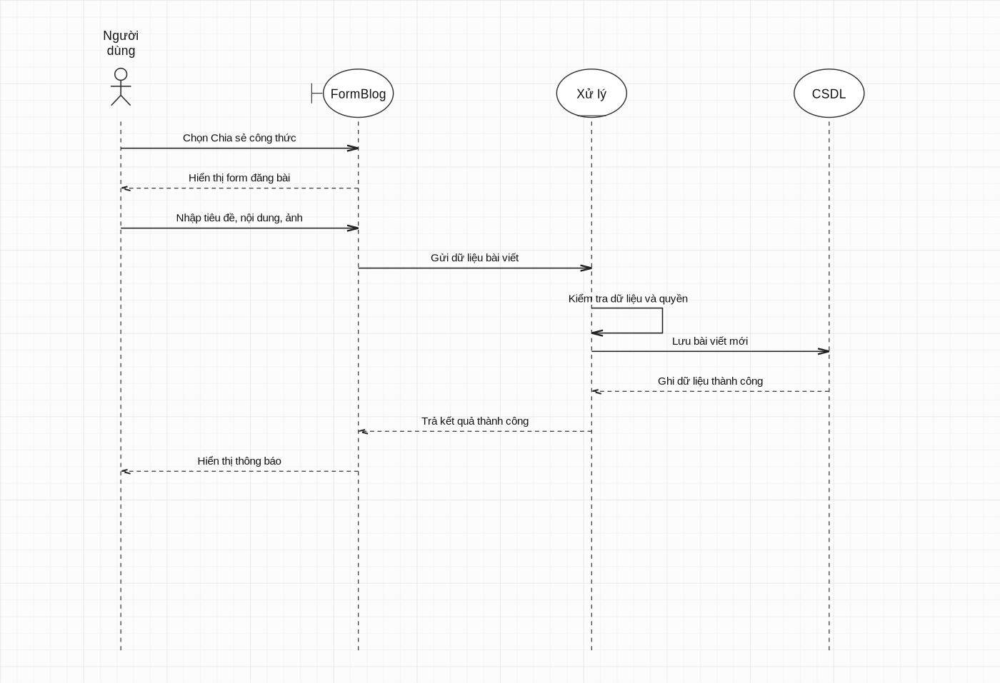 Người
dùng
FormBlog
Xử lý
CSDL
Chọn Chia sẻ công thức
Hiển thị form đăng bài
Nhập tiêu đề, nội dung, ảnh
Gửi dữ liệu bài viết
Kiểm tra dữ liệu và quyền
Lưu bài viết mới
Ghi dữ liệu thành công
Trả kết quả thành công
Hiển thị thông báo